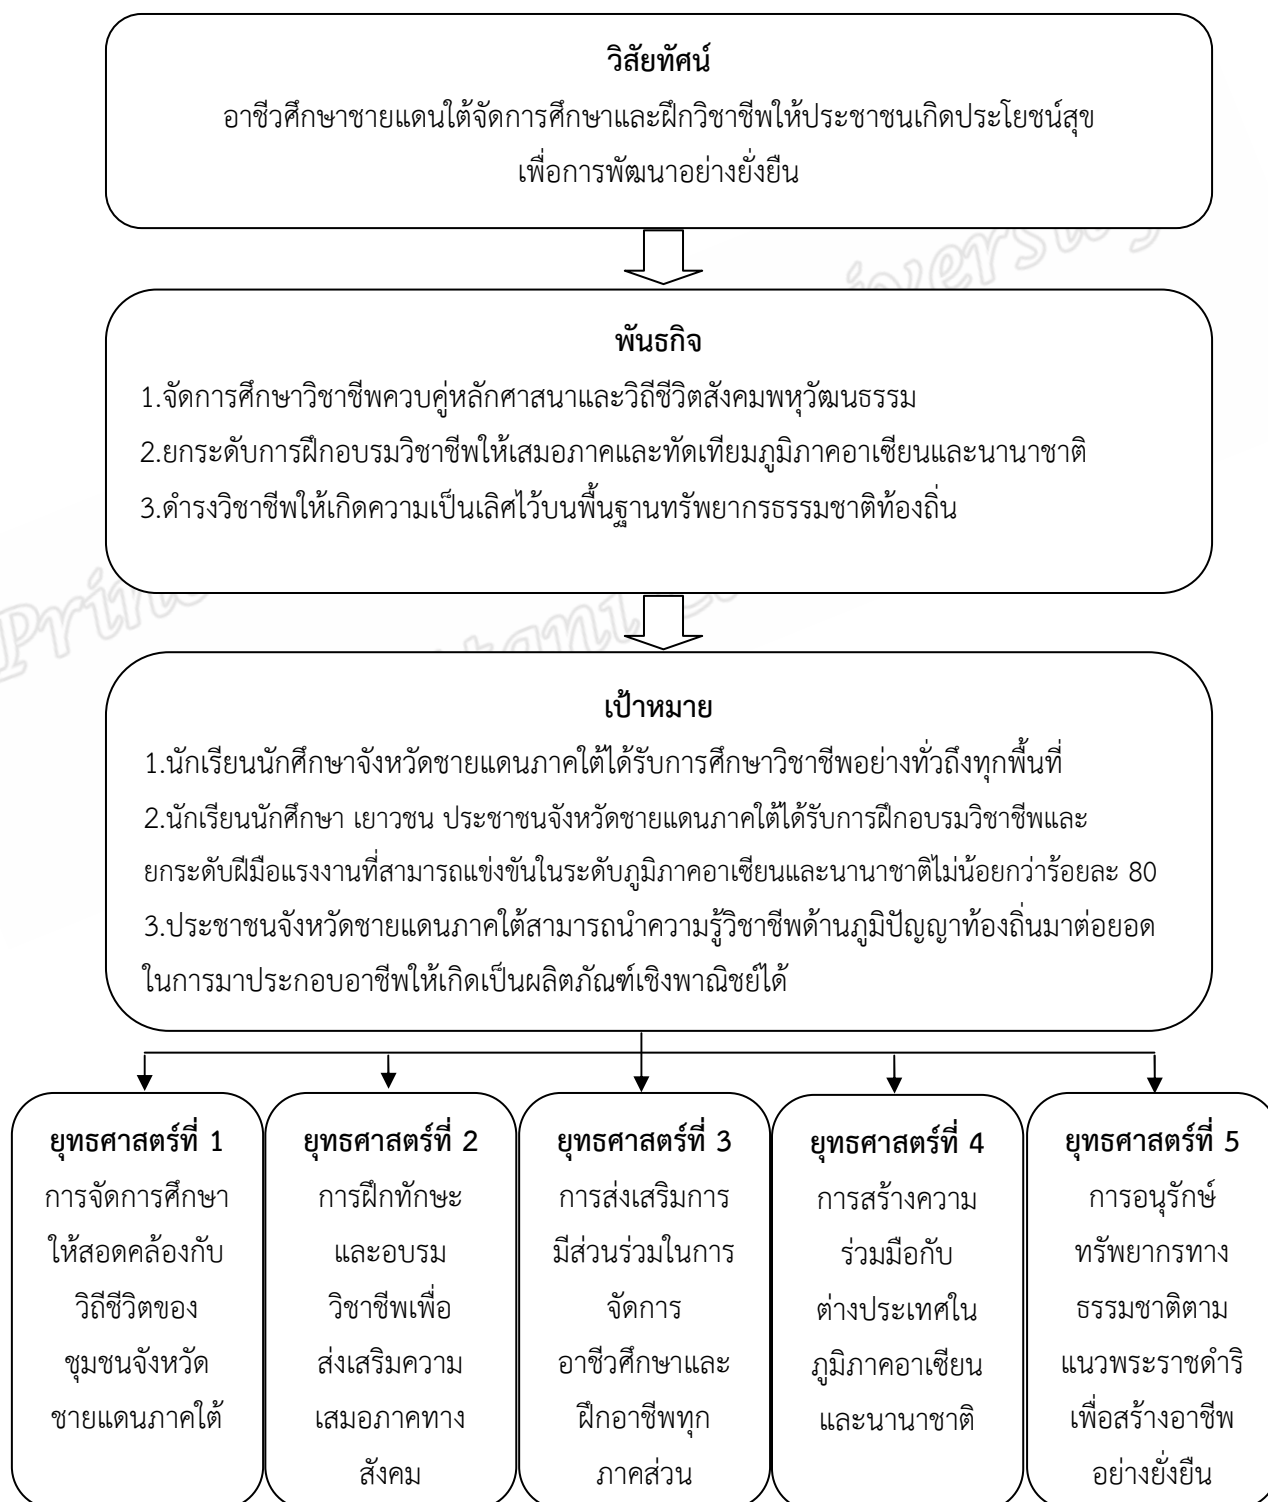 วิสัยทัศน์
อาชีวศึกษาชายแดนใต้จัดการศึกษาและฝึกวิชาชีพให้ประชาชนเกิดประโยชน์สุข
เพื่อการพัฒนาอย่างยั่งยืน
พันธกิจ
1.จัดการศึกษาวิชาชีพควบคู่หลักศาสนาและวิถีชีวิตสังคมพหุวัฒนธรรม
2.ยกระดับการฝึกอบรมวิชาชีพให้เสมอภาคและทัดเทียมภูมิภาคอาเซียนและนานาชาติ
3.ดำรงวิชาชีพให้เกิดความเป็นเลิศไว้บนพื้นฐานทรัพยากรธรรมชาติท้องถิ่น
เป้าหมาย
1.นักเรียนนักศึกษาจังหวัดชายแดนภาคใต้ได้รับการศึกษาวิชาชีพอย่างทั่วถึงทุกพื้นที่
2.นักเรียนนักศึกษา เยาวชน ประชาชนจังหวัดชายแดนภาคใต้ได้รับการฝึกอบรมวิชาชีพและ
ยกระดับฝีมือแรงงานที่สามารถแข่งขันในระดับภูมิภาคอาเซียนและนานาชาติไม่น้อยกว่าร้อยละ 80
3.ประชาชนจังหวัดชายแดนภาคใต้สามารถนำความรู้วิชาชีพด้านภูมิปัญญาท้องถิ่นมาต่อยอด
ในการมาประกอบอาชีพให้เกิดเป็นผลิตภัณฑ์เชิงพาณิชย์ได้
ยุทธศาสตร์ที่ 1
การจัดการศึกษา
ให้สอดคล้องกับ
วิถีชีวิตของ
ชุมชนจังหวัด
ชายแดนภาคใต้
ยุทธศาสตร์ที่ 2
การฝึกทักษะ
และอบรม
วิชาชีพเพื่อ
ส่งเสริมความ
เสมอภาคทาง
สังคม
ยุทธศาสตร์ที่ 3
การส่งเสริมการ
มีส่วนร่วมในการ
จัดการ
อาชีวศึกษาและ
ฝึกอาชีพทุก
ภาคส่วน
ยุทธศาสตร์ที่ 4
การสร้างความ
ร่วมมือกับ
ต่างประเทศใน
ภูมิภาคอาเซียน
และนานาชาติ
ยุทธศาสตร์ที่ 5
การอนุรักษ์
ทรัพยากรทาง
ธรรมชาติตาม
แนวพระราชดำริ
เพื่อสร้างอาชีพ
อย่างยั่งยืน